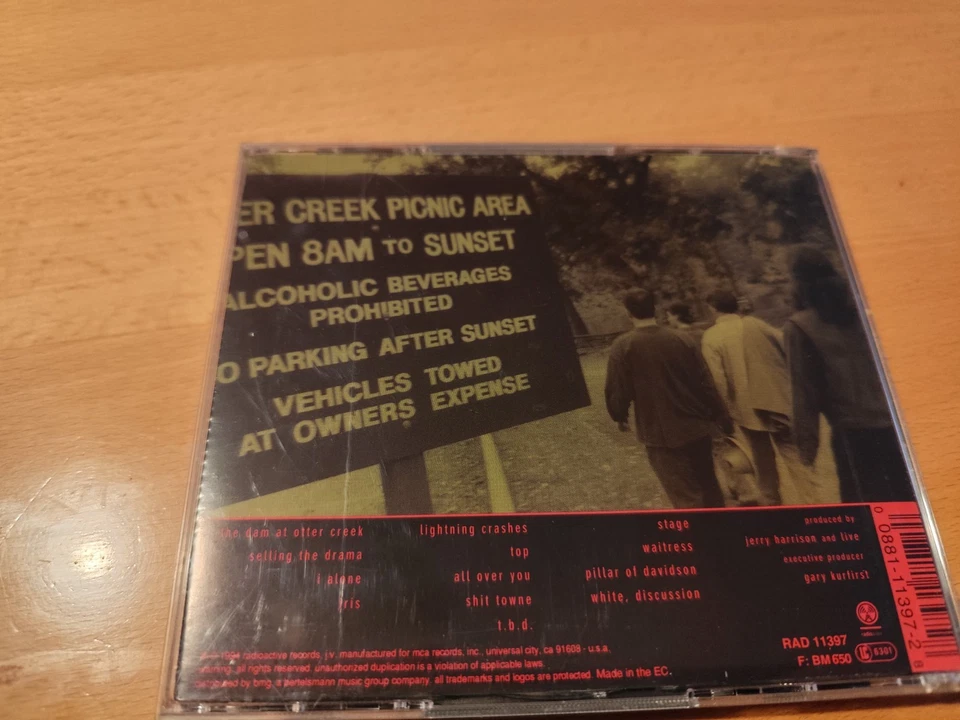 ER CREEK PICNIC AREA
PEN 8AM TO SUNSET
ALCOHOLIC BEVERAGES
PROHIBITED
O PARKING AFTER SUNSET
VEHICLES TOWED
AT OWNERS EXPENSE
the dam at otter creek
selling the drama
i alone
iris
lightning crashes
top
all over you
shit towne
t.b.d.
stage
waitress
pillar of davidson
white, discussion
produced by
jerry harrison and live
executive producer
gary kurfirst
1994 radioactive records, j.v. manufactured for mca records, inc., universal city, ca 91608 - u.s.a.
all rights reserved. unauthorized duplication is a violation of applicable laws.
by bmg, a bertelsmann music group company. all trademarks and logos are protected. Made in the EC.
RAD 11397
F: BM 650
LC 6301
0 0881-11397-2 8